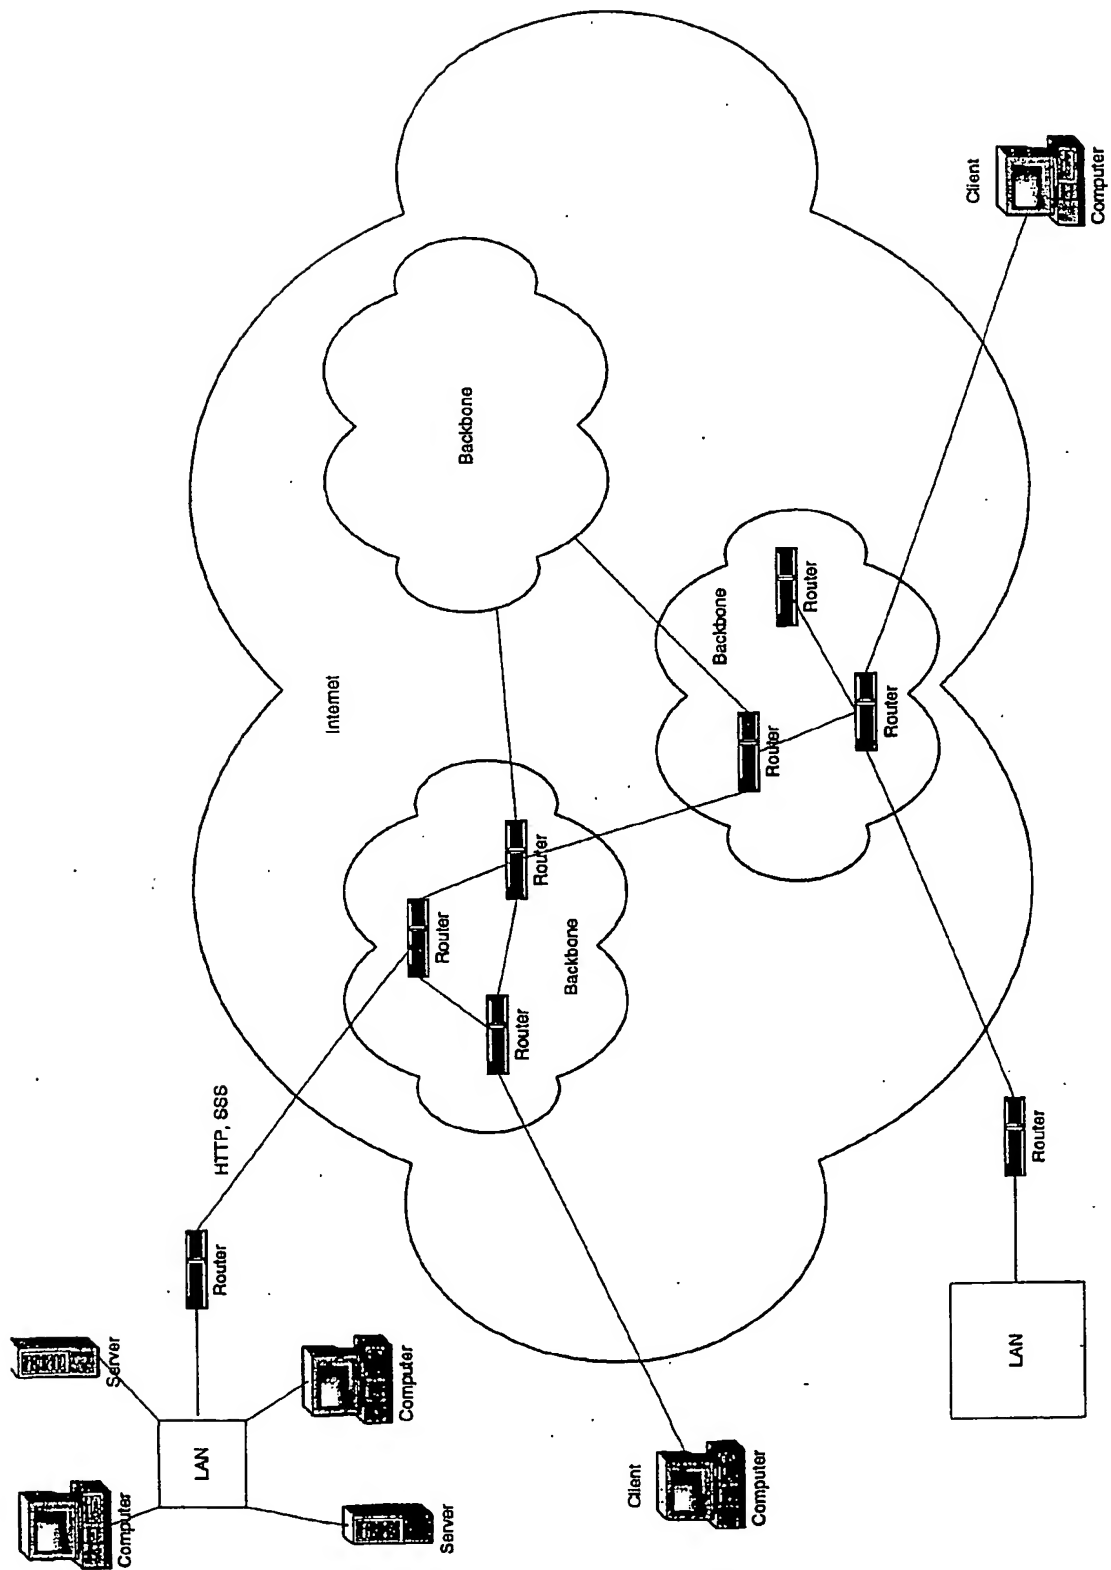 Server
Computer
LAN
Computer
Server
Router
HTTP, SSS
Internet
Router
Router
Router
Backbone
Backbone
Backbone
Router
Router
Router
Client
Computer
Client
Computer
Router
LAN